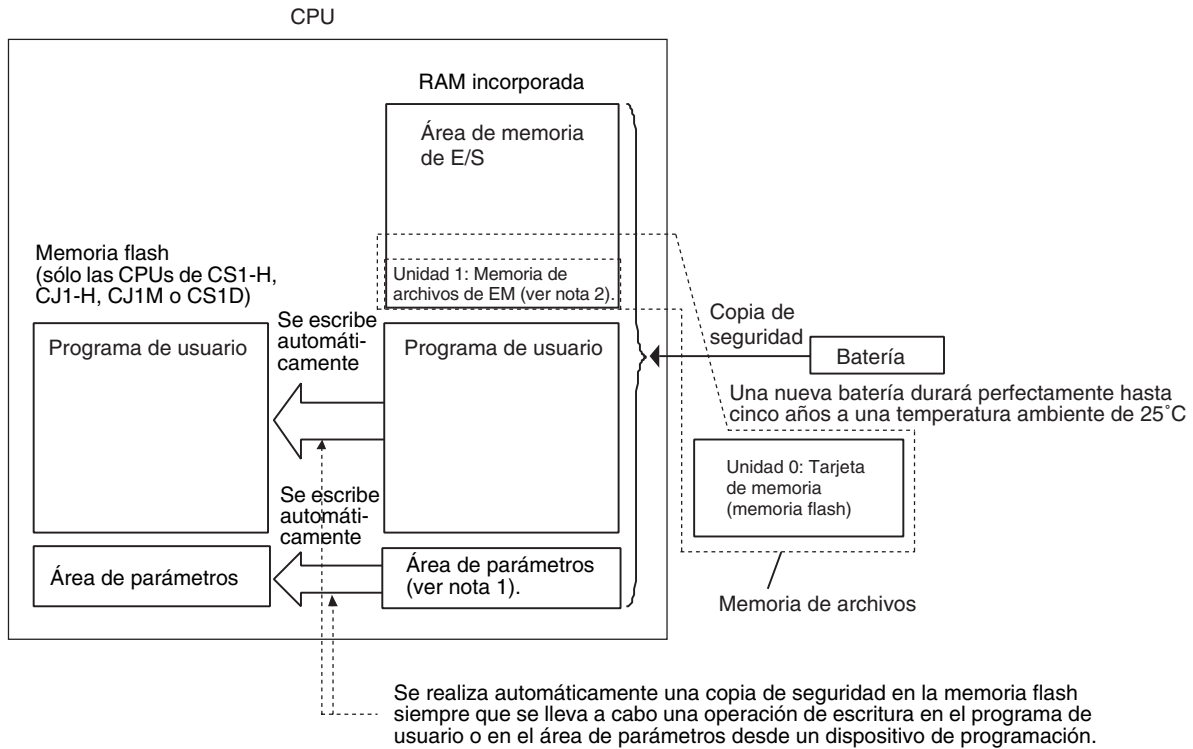 CPU
RAM incorporada
Área de memoria
de E/S
Memoria flash
(sólo las CPUs de CS1-H,
CJ1-H, CJ1M o CS1D)
Unidad 1: Memoria de
archivos de EM (ver nota 2).
Programa de usuario
Se escribe
automáti-
camente
Programa de usuario
Copia de
seguridad
Batería
Una nueva batería durará perfectamente hasta
cinco años a una temperatura ambiente de 25˚C
Unidad 0: Tarjeta
de memoria
(memoria flash)
Se escribe
automáti-
camente
Área de parámetros
Área de parámetros
(ver nota 1).
Memoria de archivos
Se realiza automáticamente una copia de seguridad en la memoria flash
siempre que se lleva a cabo una operación de escritura en el programa de
usuario o en el área de parámetros desde un dispositivo de programación.